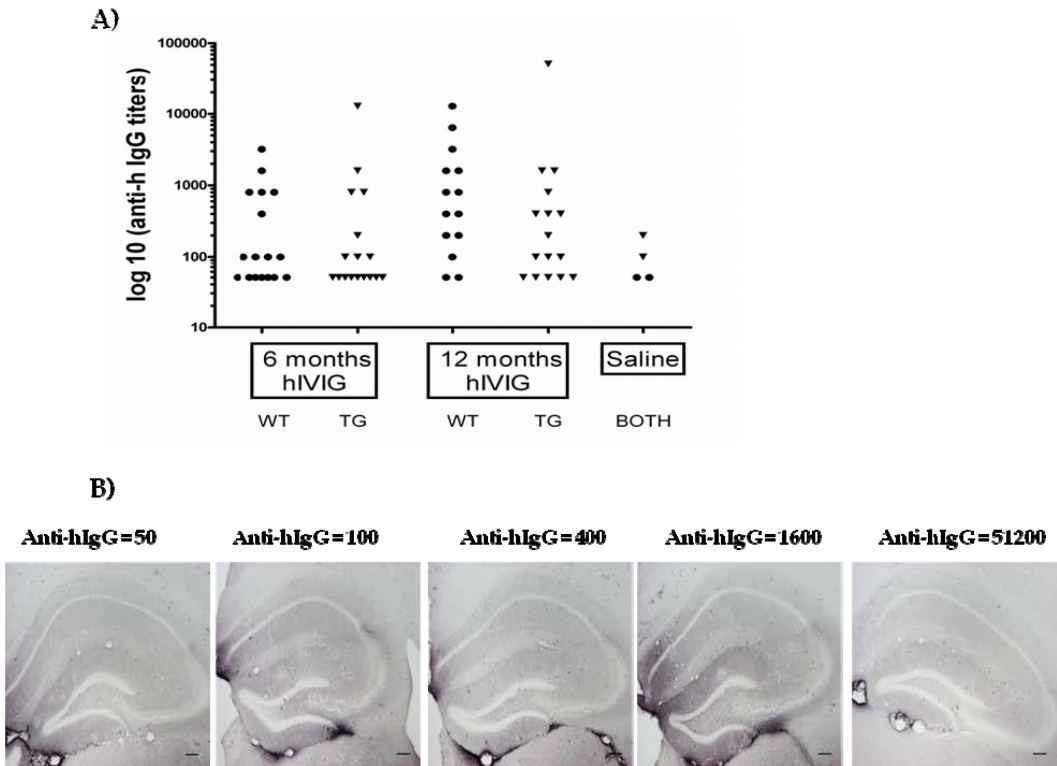 A)
log 10 (anti-h IgG titers)
100000
10000
1000
100
10
6 months
hIVIG
12 months
hIVIG
Saline
WT
TG
WT
TG
BOTH
B)
Anti-hIgG=50
Anti-hIgG=100
Anti-hIgG=400
Anti-hIgG=1600
Anti-hIgG=51200